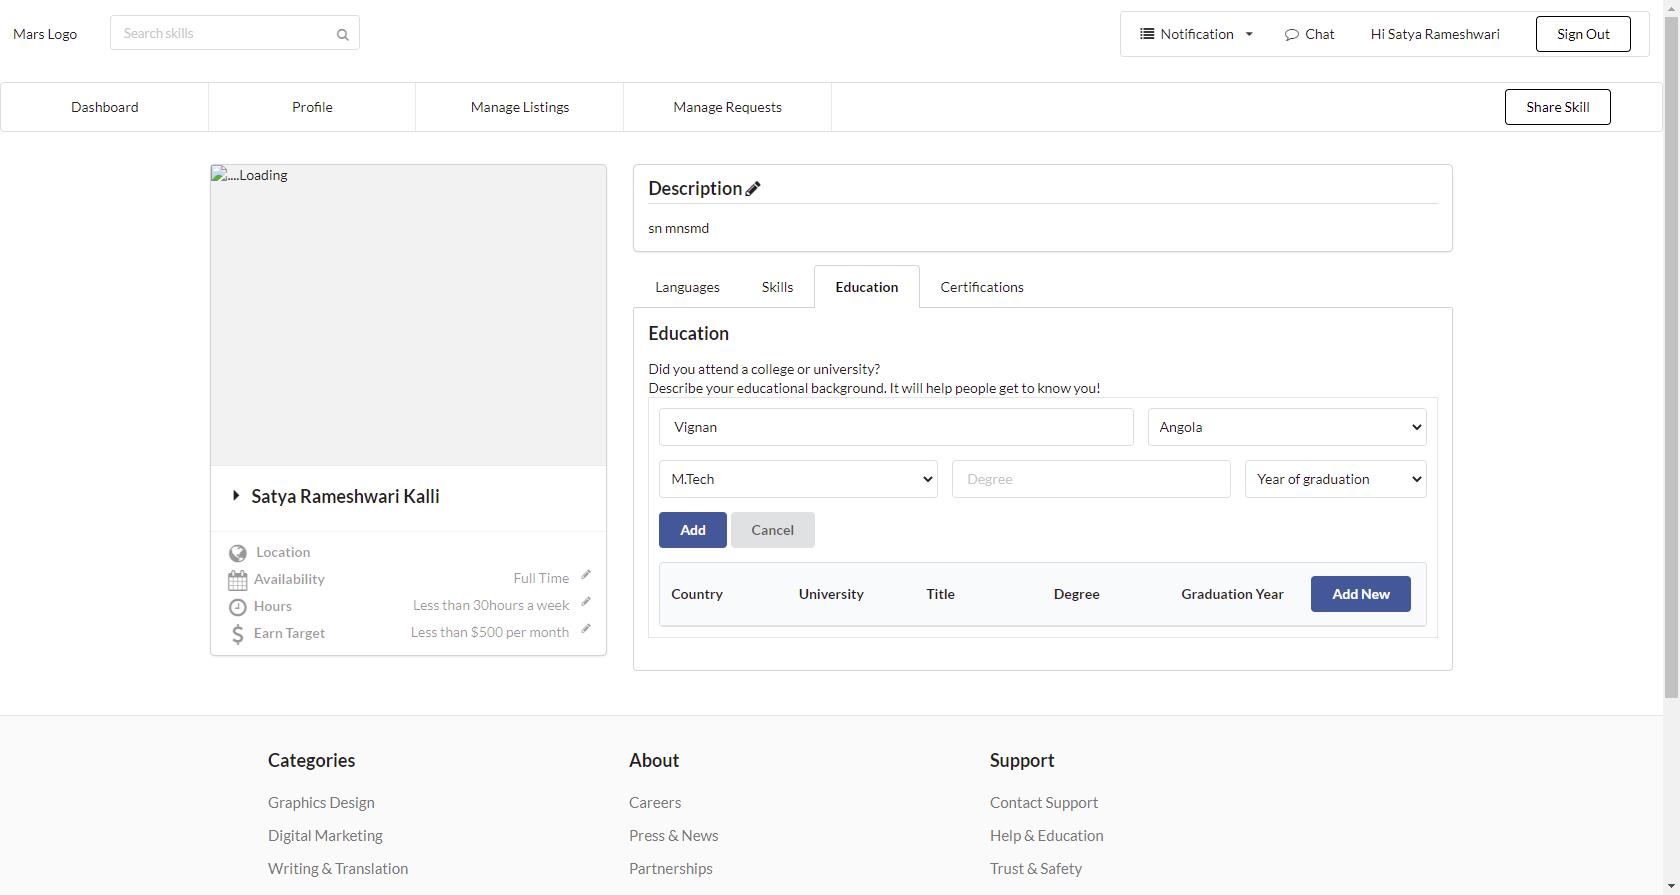 Mars Logo
Search skills
Notification
Chat
Hi Satya Rameshwari
Sign Out
Dashboard
Profile
Manage Listings
Manage Requests
Share Skill
....Loading
Satya Rameshwari Kalli
Location
Availability
Full Time
Hours
Less than 30hours a week
Earn Target
Less than $500 per month
Description
sn mnsmd
Languages
Skills
Education
Certifications
Education
Did you attend a college or university?
Describe your educational background. It will help people get to know you!
Vignan
Angola
M.Tech
Degree
Year of graduation
Add
Cancel
Country
University
Title
Degree
Graduation Year
Add New
Categories
Graphics Design
Digital Marketing
Writing & Translation
About
Careers
Press & News
Partnerships
Support
Contact Support
Help & Education
Trust & Safety